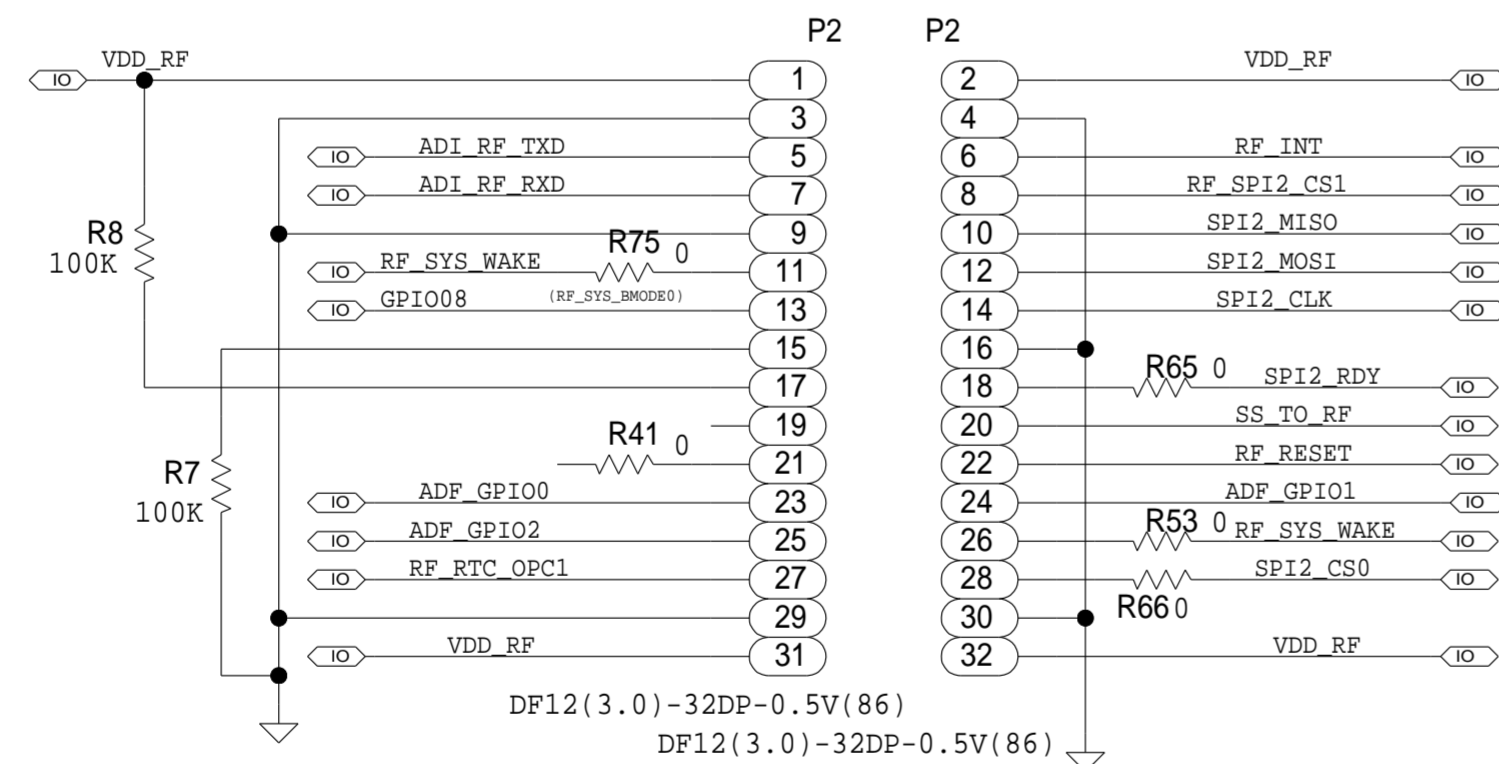 P2 P2
VDD_RF VDD_RF
IO 1 2 IO
3 4
ADI_RF_TXD RF_INT
IO 5 6 IO
ADI_RF_RXD RF_SPI2_CS1
IO 7 8 IO
R8 R75 0 SPI2_MISO
9 10 IO
100K RF_SYS_WAKE SPI2_MOSI
IO 11 12 IO
(RF_SYS_BMODE0)
GPIO08 SPI2_CLK
IO 13 14 IO
15 16
R65 0 SPI2_RDY
17 18 IO
SS_TO_RF
19 20 IO
R41 0 RF_RESET
R7 21 22 IO
100K ADF_GPIO0 ADF_GPIO1
IO 23 24 IO
ADF_GPIO2 R53 0 RF_SYS_WAKE
IO 25 26 IO
RF_RTC_OPC1 SPI2_CS0
IO 27 28 IO
R66 0
29 30
VDD_RF VDD_RF
IO 31 32 IO
DF12(3.0)-32DP-0.5V(86)
DF12(3.0)-32DP-0.5V(86)